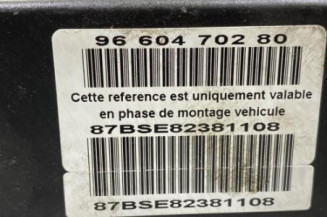 96 604 702 80
Cette reference est uniquement valable
en phase de montage vehicule
87BSE82381108
87BSE82381108